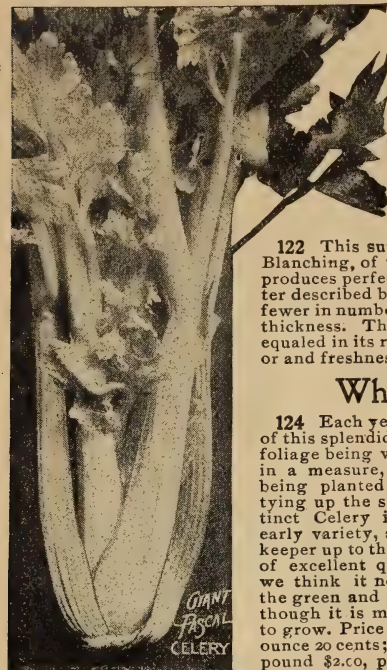 GIANT
PASCAL
CELERY
122 This su
Blanching, of
produces perfe
ter described b
fewer in numbe
thickness. Th
equaled in its r
or and freshnes
Wh
124 Each ye
of this splendid
foliage being v
in a measure,
being planted
tying up the s
tinct Celery i
early variety, a
keeper up to th
of excellent q
we think it n
the green and
though it is m
to grow. Price
ounce 20 cents;
pound $2.00,